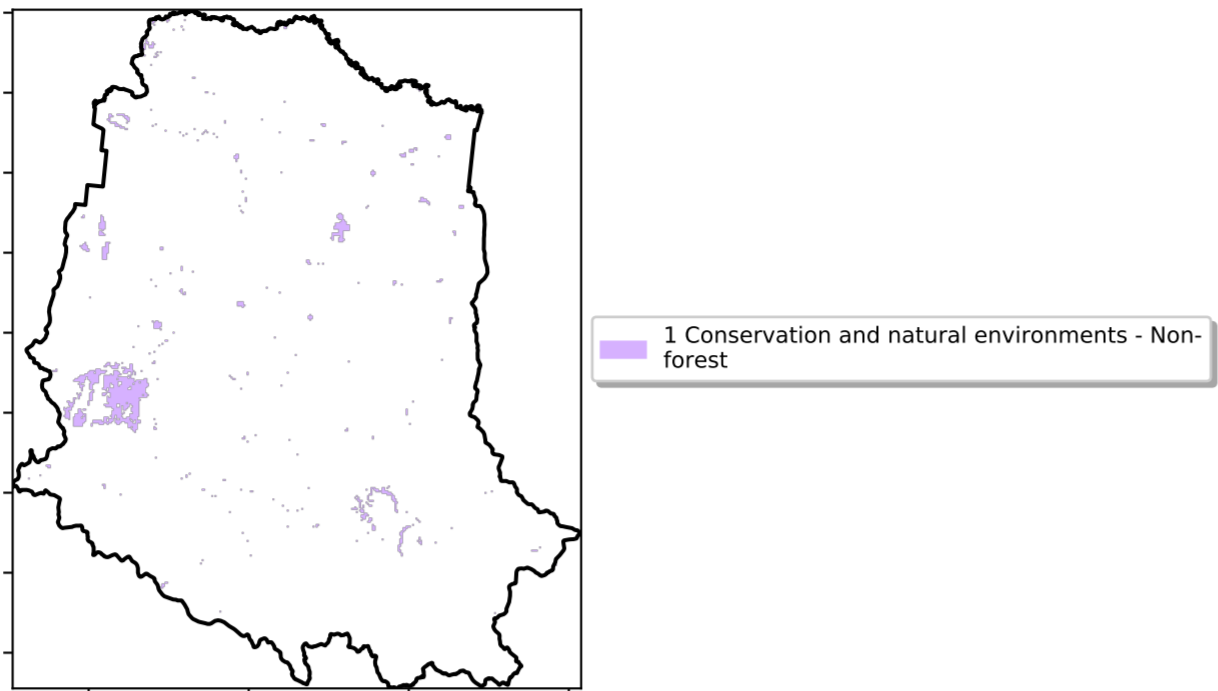 1 Conservation and natural environments - Non-
forest